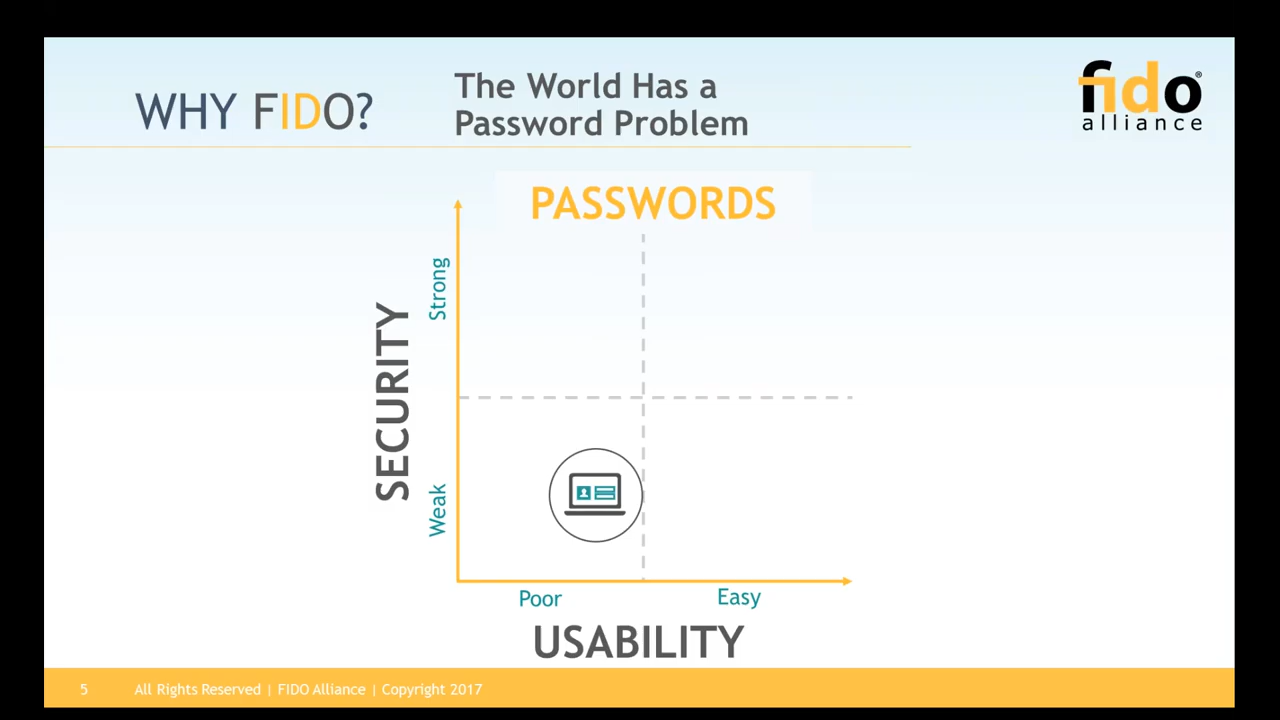 WHY FIDO?
The World Has a
Password Problem
fido®
alliance
PASSWORDS
SECURITY
Strong
Weak
Poor
Easy
USABILITY
5
All Rights Reserved | FIDO Alliance | Copyright 2017